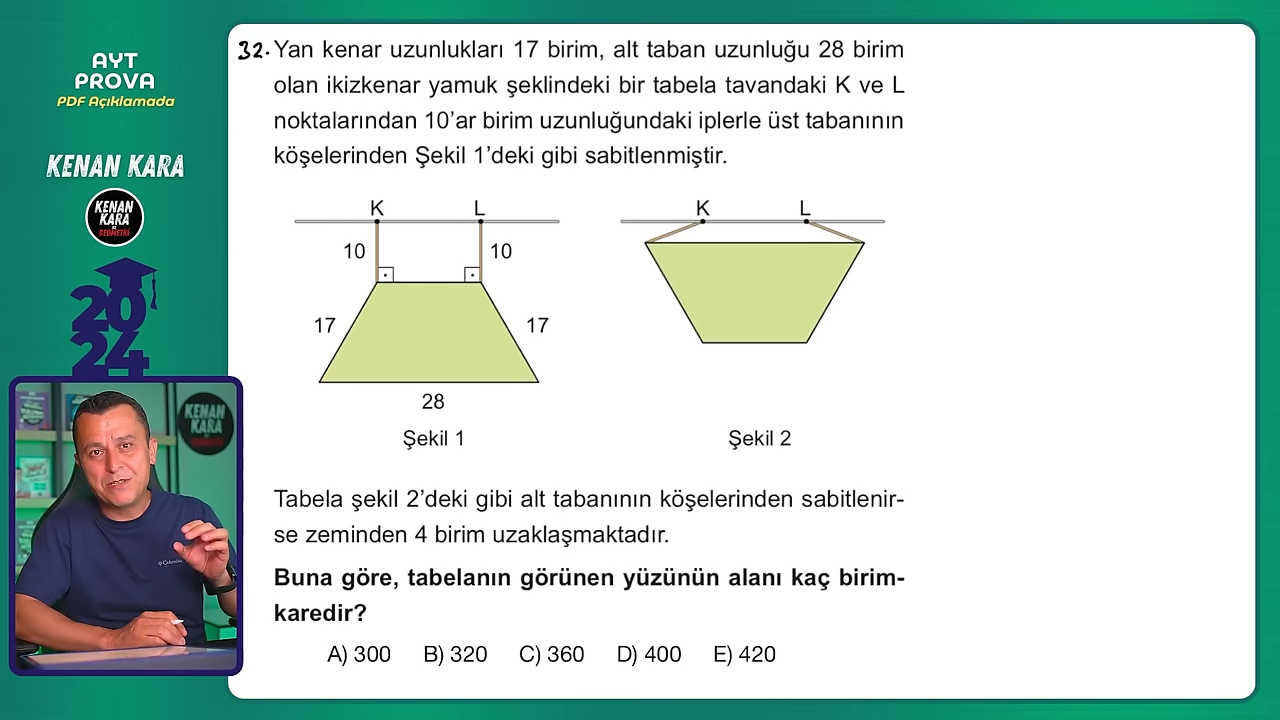 AYT
PROVA
PDF Açıklamada
KENAN KARA
KENAN
KARA
ile
GEOMETRİ
2024
KENAN
KARA
GEOMETRİ
Columbia
32. Yan kenar uzunlukları 17 birim, alt taban uzunluğu 28 birim
olan ikizkenar yamuk şeklindeki bir tabela tavandaki K ve L
noktalarından 10’ar birim uzunluğundaki iplerle üst tabanının
köşelerinden Şekil 1’deki gibi sabitlenmiştir.
K L
10 10
17 17
28
Şekil 1
K L
Şekil 2
Tabela şekil 2’deki gibi alt tabanının köşelerinden sabitlenir-
se zeminden 4 birim uzaklaşmaktadır.
Buna göre, tabelanın görünen yüzünün alanı kaç birim-
karedir?
A) 300 B) 320 C) 360 D) 400 E) 420